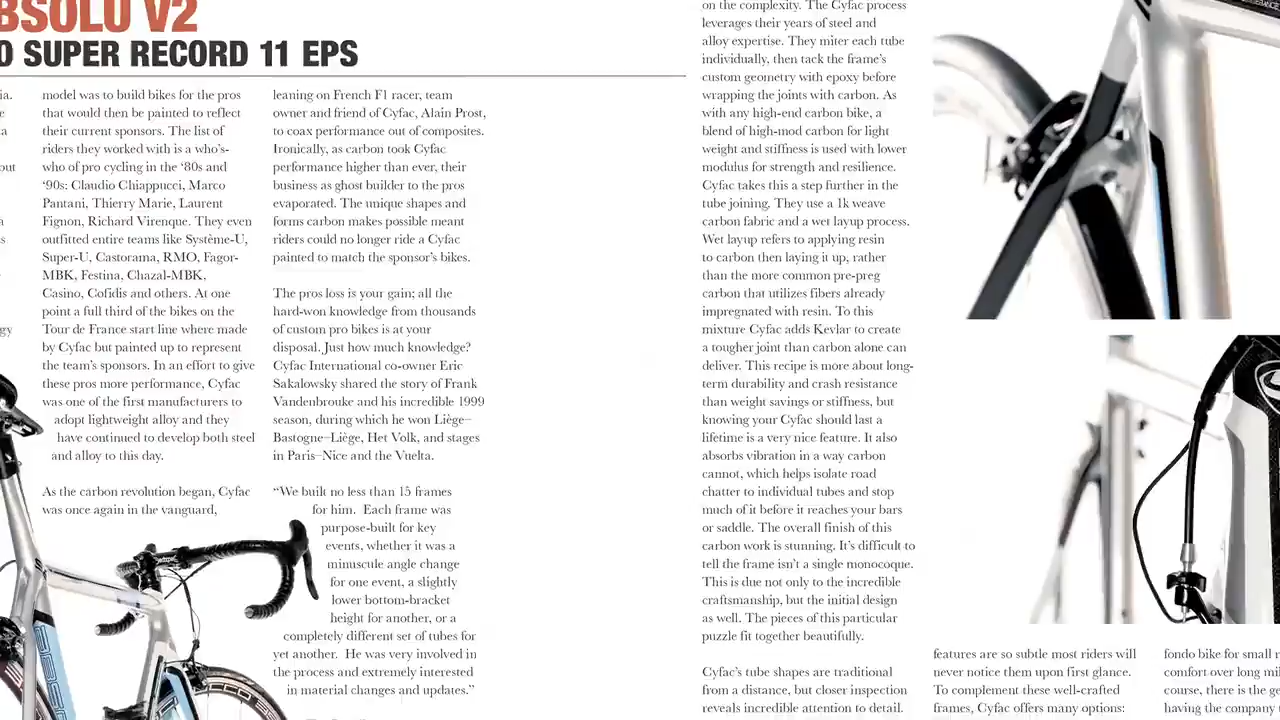 BSOLU V2
O SUPER RECORD 11 EPS
ia.
e
ta
out
a
s
gy
model was to build bikes for the pros
that would then be painted to reflect
their current sponsors. The list of
riders they worked with is a who's-
who of pro cycling in the '80s and
'90s: Claudio Chiappucci, Marco
Pantani, Thierry Marie, Laurent
Fignon, Richard Virenque. They even
outfitted entire teams like Système-U,
Super-U, Castorama, RMO, Fagor-
MBK, Festina, Chazal-MBK,
Casino, Cofidis and others. At one
point a full third of the bikes on the
Tour de France start line where made
by Cyfac but painted up to represent
the team's sponsors. In an effort to give
these pros more performance, Cyfac
was one of the first manufacturers to
adopt lightweight alloy and they
have continued to develop both steel
and alloy to this day.
As the carbon revolution began, Cyfac
was once again in the vanguard,
leaning on French F1 racer, team
owner and friend of Cyfac, Alain Prost,
to coax performance out of composites.
Ironically, as carbon took Cyfac
performance higher than ever, their
business as ghost builder to the pros
evaporated. The unique shapes and
forms carbon makes possible meant
riders could no longer ride a Cyfac
painted to match the sponsor's bikes.
The pros loss is your gain; all the
hard-won knowledge from thousands
of custom pro bikes is at your
disposal. Just how much knowledge?
Cyfac International co-owner Eric
Sakalowsky shared the story of Frank
Vandenbrouke and his incredible 1999
season, during which he won Liège–
Bastogne–Liège, Het Volk, and stages
in Paris–Nice and the Vuelta.
“We built no less than 15 frames
for him.  Each frame was
purpose-built for key
events, whether it was a
minuscule angle change
for one event, a slightly
lower bottom-bracket
height for another, or a
completely different set of tubes for
yet another.  He was very involved in
the process and extremely interested
in material changes and updates.”
on the complexity. The Cyfac process
leverages their years of steel and
alloy expertise. They miter each tube
individually, then tack the frame's
custom geometry with epoxy before
wrapping the joints with carbon. As
with any high-end carbon bike, a
blend of high-mod carbon for light
weight and stiffness is used with lower
modulus for strength and resilience.
Cyfac takes this a step further in the
tube joining. They use a 1k weave
carbon fabric and a wet layup process.
Wet layup refers to applying resin
to carbon then laying it up, rather
than the more common pre-preg
carbon that utilizes fibers already
impregnated with resin. To this
mixture Cyfac adds Kevlar to create
a tougher joint than carbon alone can
deliver. This recipe is more about long-
term durability and crash resistance
than weight savings or stiffness, but
knowing your Cyfac should last a
lifetime is a very nice feature. It also
absorbs vibration in a way carbon
cannot, which helps isolate road
chatter to individual tubes and stop
much of it before it reaches your bars
or saddle. The overall finish of this
carbon work is stunning. It's difficult to
tell the frame isn't a single monocoque.
This is due not only to the incredible
craftsmanship, but the initial design
as well. The pieces of this particular
puzzle fit together beautifully.
Cyfac's tube shapes are traditional
from a distance, but closer inspection
reveals incredible attention to detail.
features are so subtle most riders will
never notice them upon first glance.
To complement these well-crafted
frames, Cyfac offers many options:
fondo bike for small r
comfort over long mil
course, there is the go
having the company